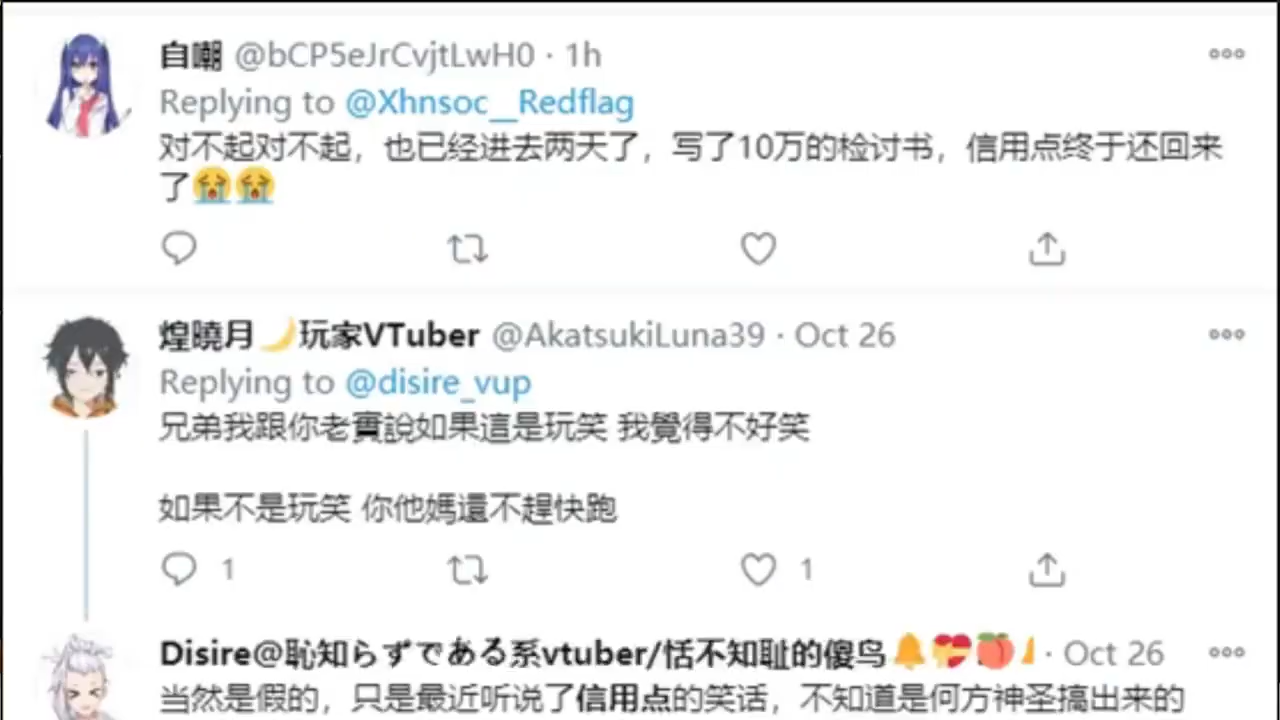 自嘲 @bCP5eJrCvjtLwH0 · 1h
Replying to @Xhnsoc__Redflag
对不起对不起，也已经进去两天了，写了10万的检讨书，信用点终于还回来
了😭😭
煌曉月🌙玩家VTuber @AkatsukiLuna39 · Oct 26
Replying to @disire_vup
兄弟我跟你老實說如果這是玩笑 我覺得不好笑
如果不是玩笑 你他媽還不趕快跑
1 1
Disire@恥知らずである系vtuber/恬不知耻的傻鸟🔔💝🍑 · Oct 26
当然是假的，只是最近听说了信用点的笑话，不知道是何方神圣搞出来的